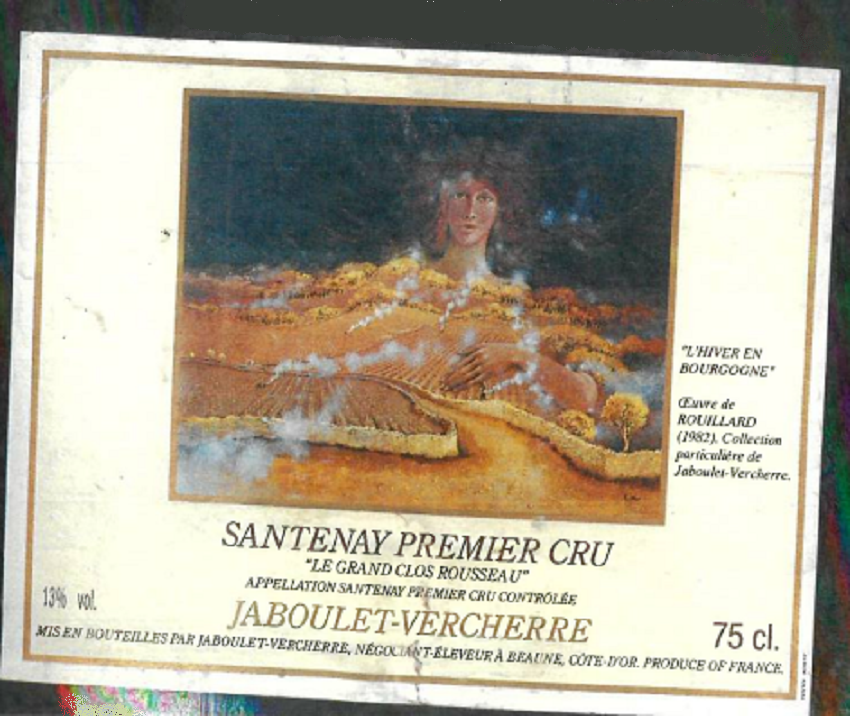 "L'HIVER EN
BOURGOGNE"
Œuvre de
ROUILLARD
(1982). Collection
particulière de
Jaboulet-Vercherre.
SANTENAY PREMIER CRU
"LE GRAND CLOS ROUSSEAU"
APPELLATION SANTENAY PREMIER CRU CONTRÔLÉE
13% vol.
JABOULET-VERCHERRE
75 cl.
MIS EN BOUTEILLES PAR JABOULET-VERCHERRE, NÉGOCIANT-ÉLEVEUR À BEAUNE, CÔTE-D'OR. PRODUCE OF FRANCE.